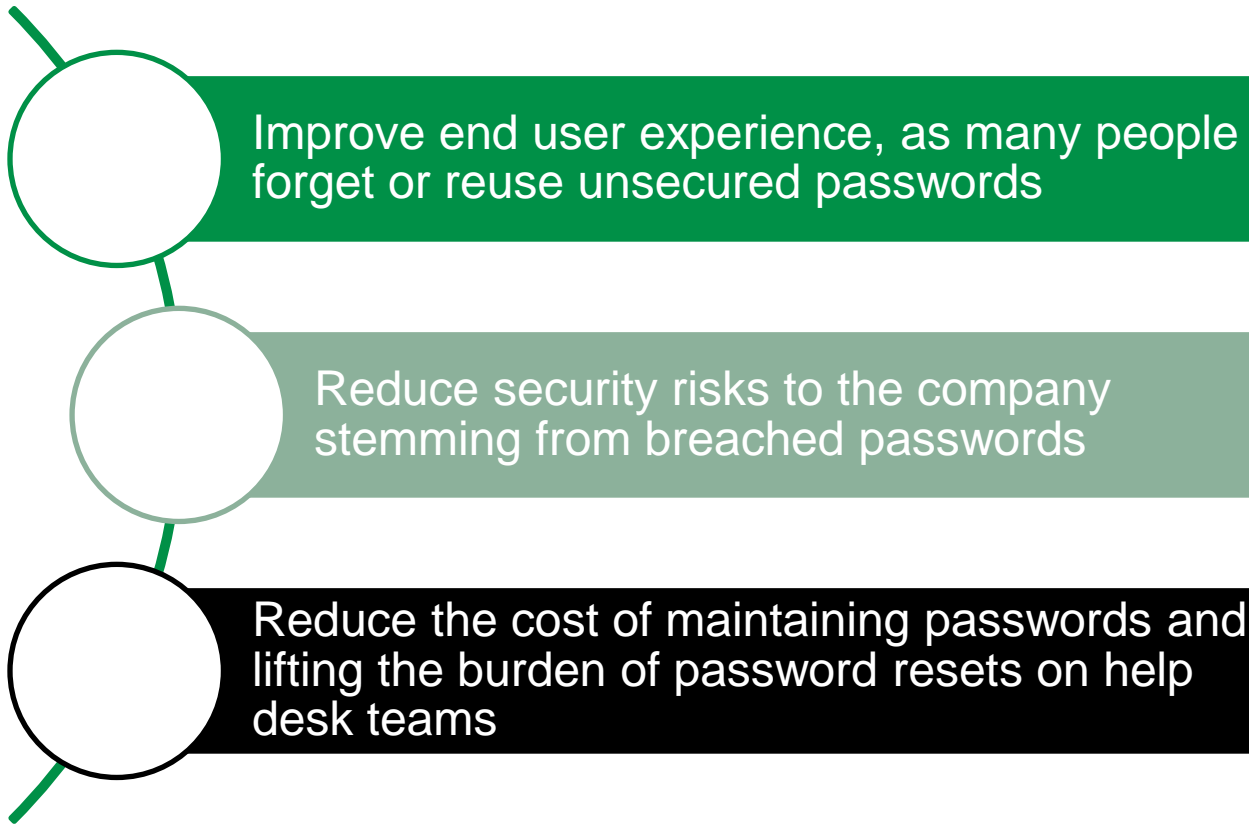 Improve end user experience, as many people
forget or reuse unsecured passwords
Reduce security risks to the company
stemming from breached passwords
Reduce the cost of maintaining passwords and
lifting the burden of password resets on help
desk teams